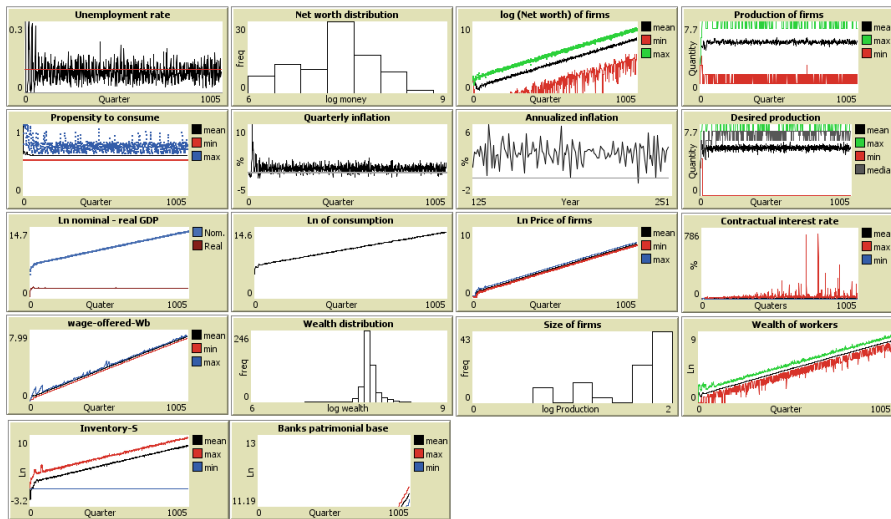 Unemployment rate
0.3
0
0 Quarter 1005
Net worth distribution
30
freq
0
6 log money 9
log (Net worth) of firms
10
0
0 Quarter 1005
mean
min
max
Production of firms
7.7
Quantity
0
0 Quarter 1005
mean
max
min
Propensity to consume
1
0
0 Quarter 1005
mean
min
max
Quarterly inflation
10
%
-5
0 Quarter 1005
Annualized inflation
6
%
-2
125 Year 251
Desired production
7.7
Quantity
0
0 Quarter 1005
mean
max
min
media
Ln nominal - real GDP
14.7
0
0 Quater 1005
Nom.
Real
Ln of consumption
14.6
0
0 Quarter 1005
Ln Price of firms
10
0
0 Quarter 1005
mean
min
max
Contractual interest rate
786
%
0
0 Quaters 1005
mean
max
min
wage-offered-Wb
7.99
0
0 Quarter 1005
mean
min
max
Wealth distribution
246
freq
0
6 log wealth 9
Size of firms
43
freq
0
0 log Production 2
Wealth of workers
9
Ln
0
0 Quarter 1005
mean
max
min
Inventory-S
10
Ln
-3.2
0 Quarter 1005
mean
max
min
Banks patrimonial base
13
Ln
11.19
0 Quarter 1005
mean
max
min